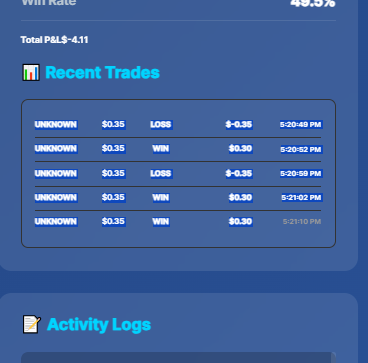 Win Rate 49.5%
Total P&L$-4.11
Recent Trades
UNKNOWN $0.35 LOSS $-0.35 5:20:49 PM
UNKNOWN $0.35 WIN $0.30 5:20:52 PM
UNKNOWN $0.35 LOSS $-0.35 5:20:59 PM
UNKNOWN $0.35 WIN $0.30 5:21:02 PM
UNKNOWN $0.35 WIN $0.30 5:21:10 PM
Activity Logs